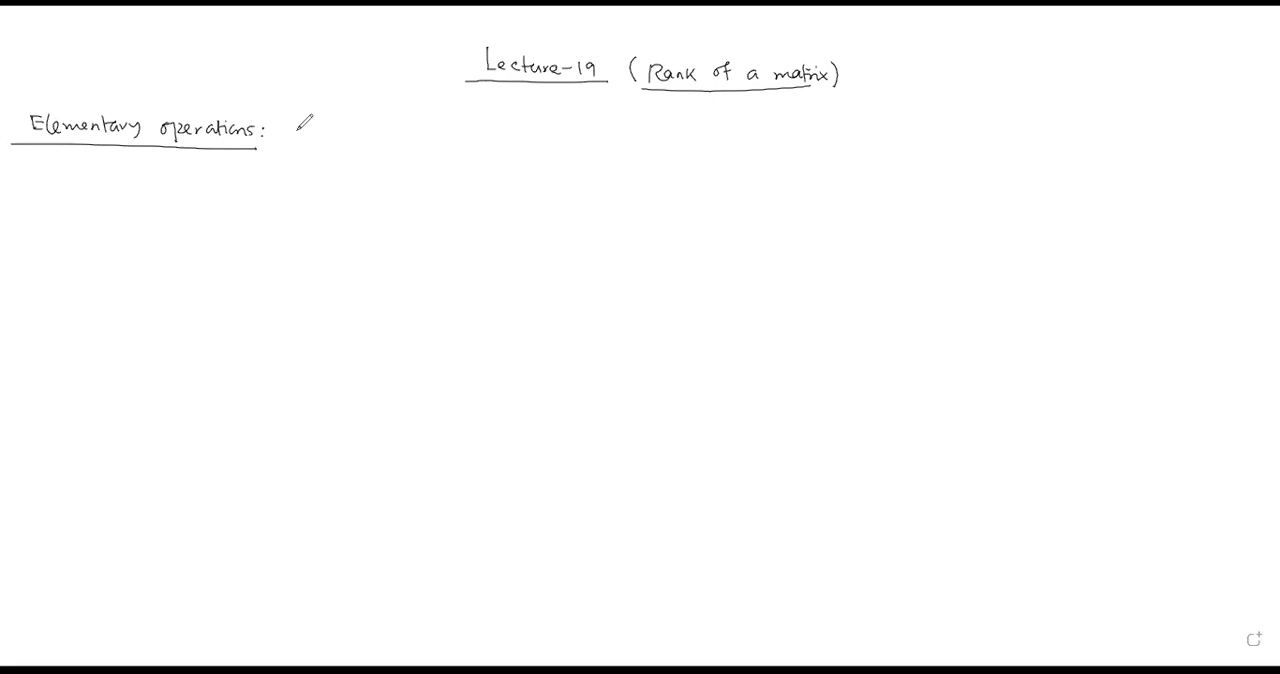 Lecture-19 (Rank of a matrix)
Elementary operations: